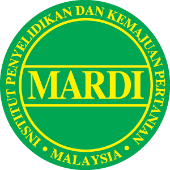 INSTITUT PENYELIDIKAN DAN KEMAJUAN PERTANIAN
MARDI
• MALAYSIA •